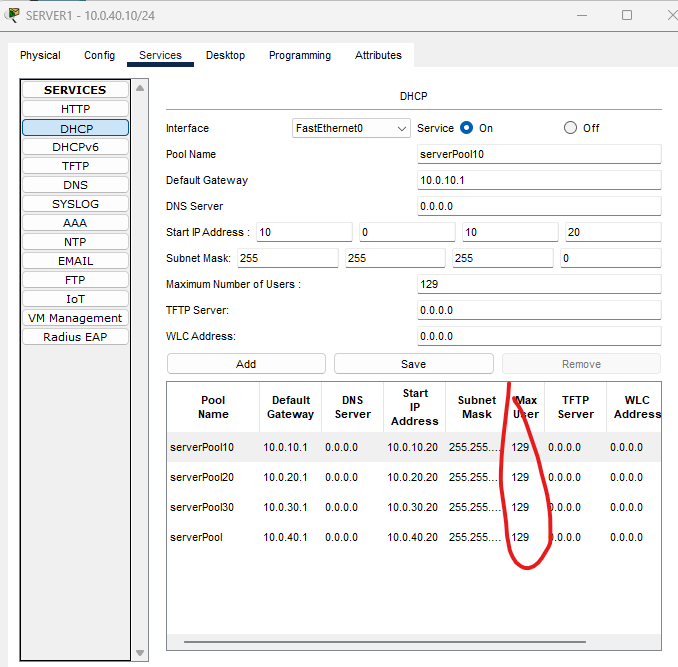 SERVER1 - 10.0.40.10/24
Physical Config Services Desktop Programming Attributes
SERVICES
HTTP
DHCP
DHCPv6
TFTP
DNS
SYSLOG
AAA
NTP
EMAIL
FTP
IoT
VM Management
Radius EAP
DHCP
Interface FastEthernet0 Service On Off
Pool Name serverPool10
Default Gateway 10.0.10.1
DNS Server 0.0.0.0
Start IP Address : 10 0 10 20
Subnet Mask: 255 255 255 0
Maximum Number of Users : 129
TFTP Server: 0.0.0.0
WLC Address: 0.0.0.0
Add Save Remove
Pool Name Default Gateway DNS Server Start IP Address Subnet Mask Max User TFTP Server WLC Address
serverPool10 10.0.10.1 0.0.0.0 10.0.10.20 255.255.... 129 0.0.0.0 0.0.0.0
serverPool20 10.0.20.1 0.0.0.0 10.0.20.20 255.255.... 129 0.0.0.0 0.0.0.0
serverPool30 10.0.30.1 0.0.0.0 10.0.30.20 255.255.... 129 0.0.0.0 0.0.0.0
serverPool 10.0.40.1 0.0.0.0 10.0.40.20 255.255.... 129 0.0.0.0 0.0.0.0